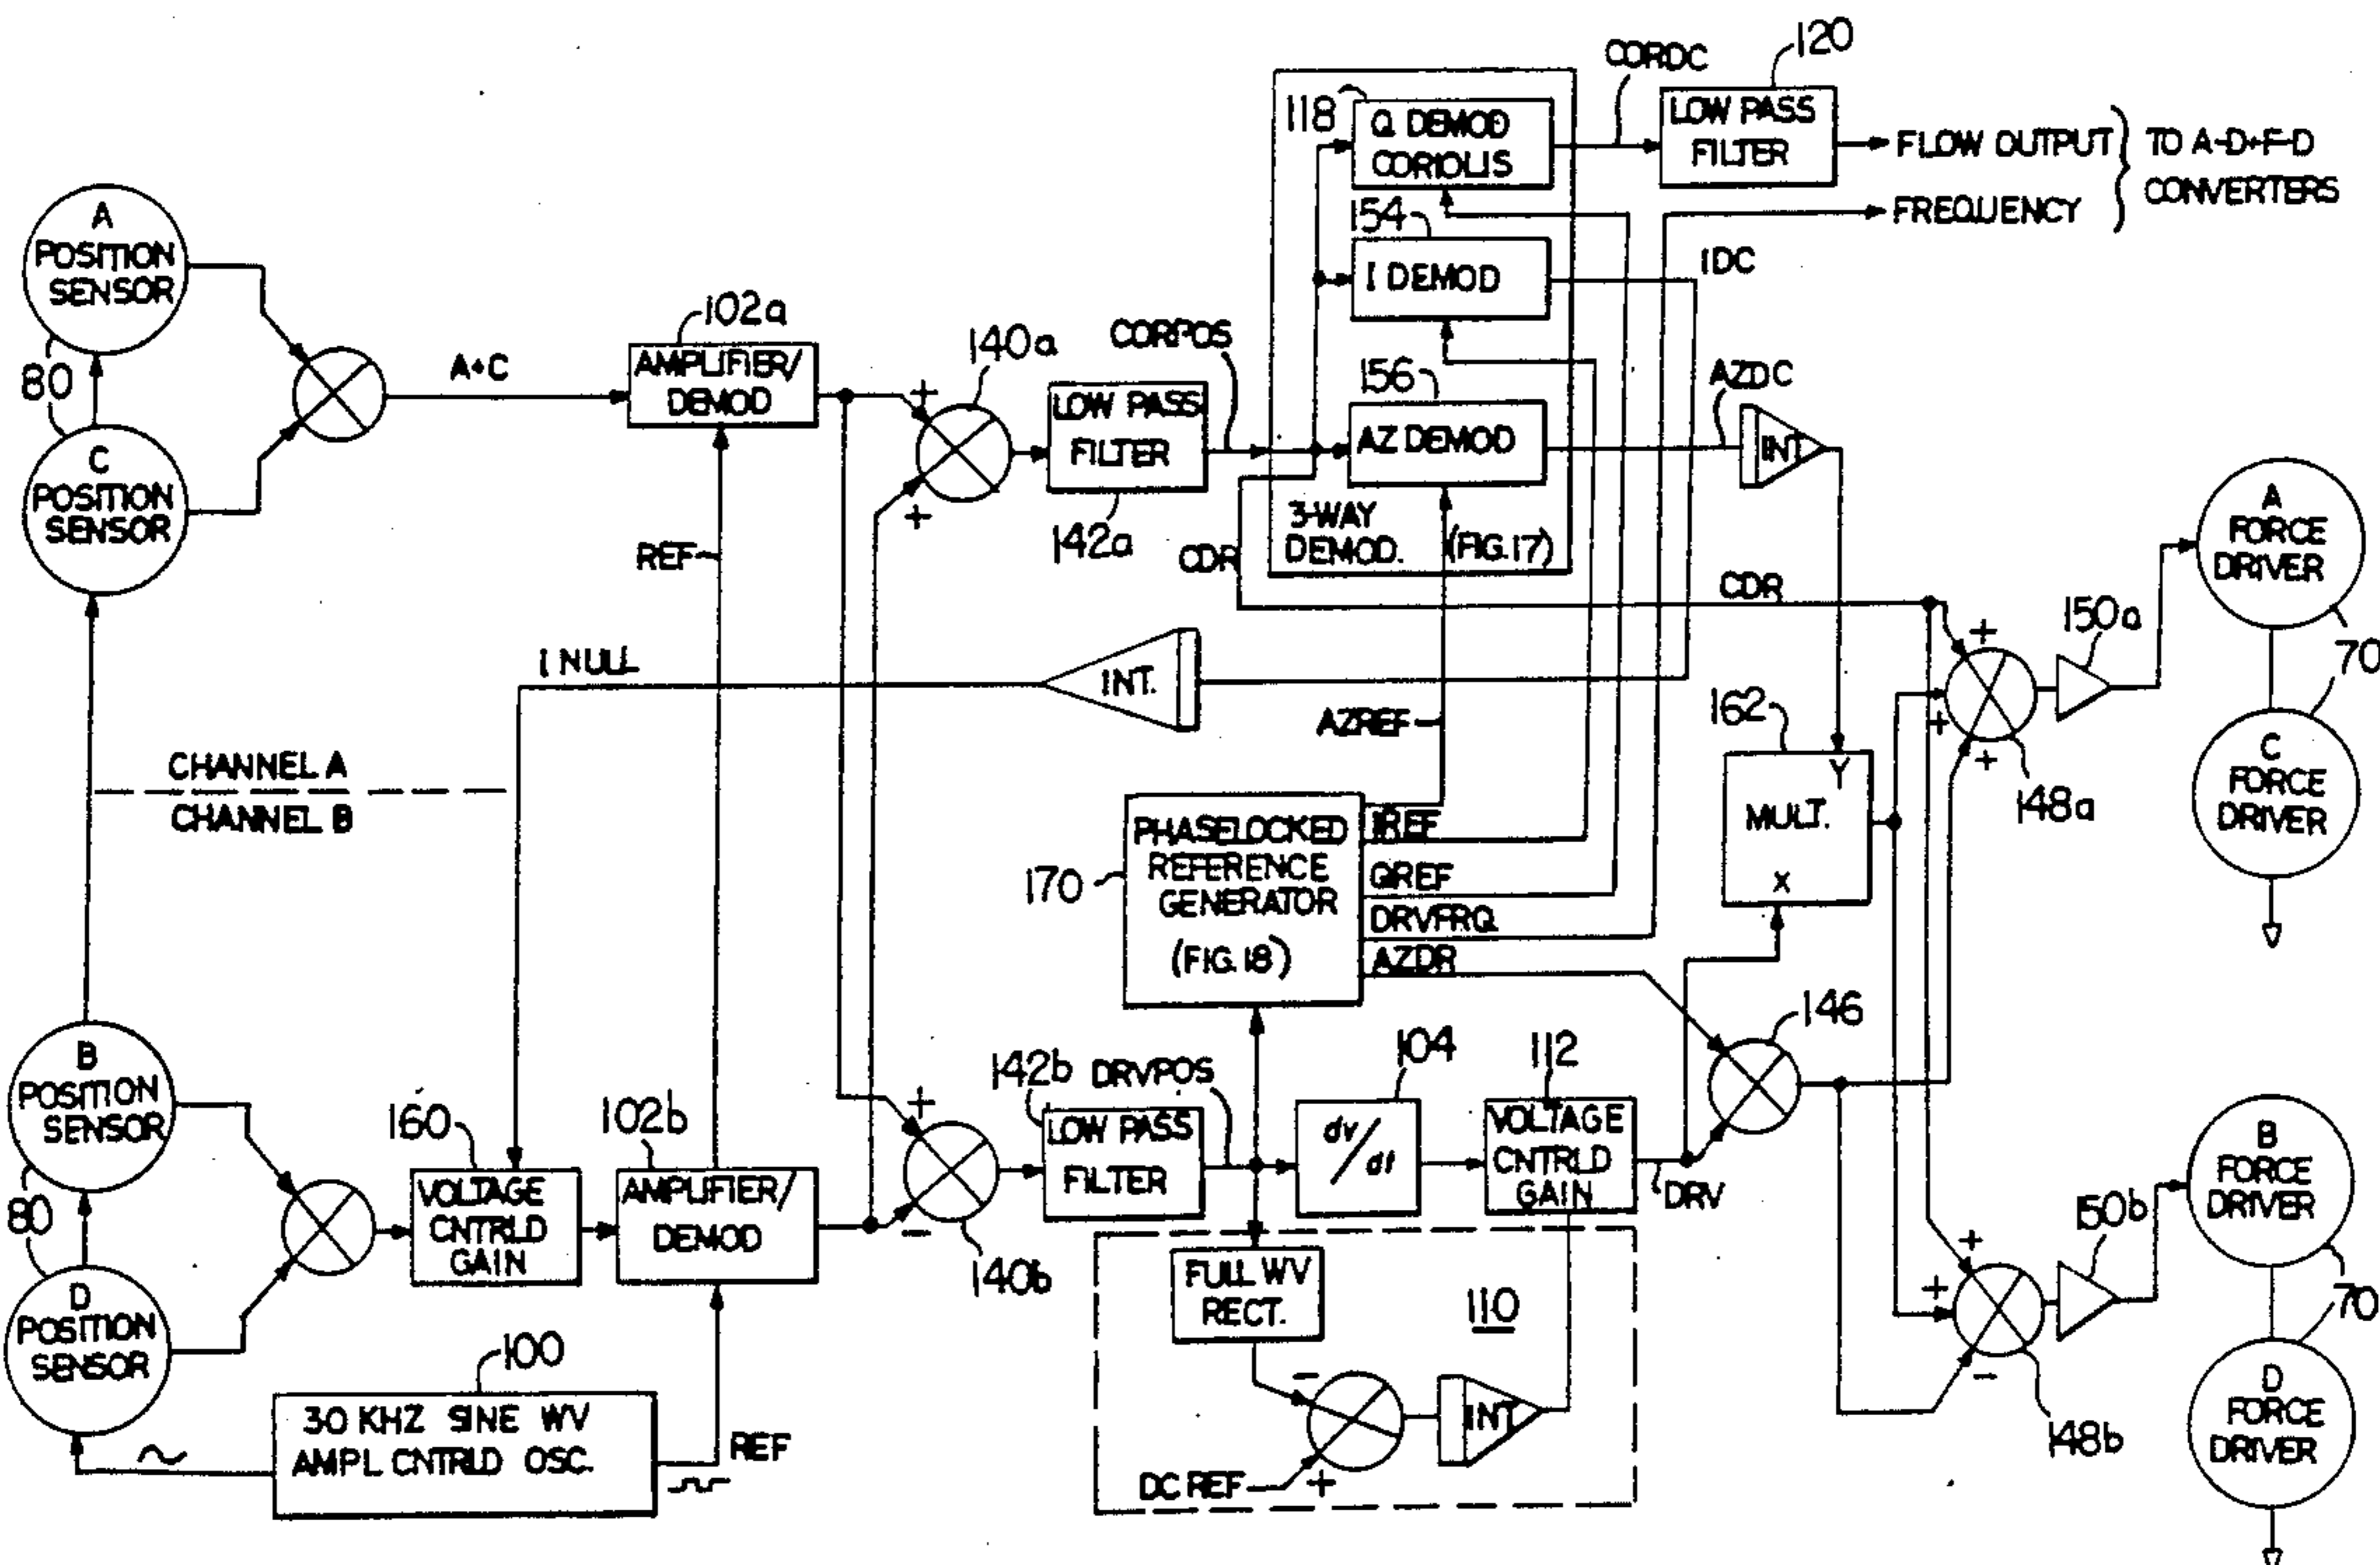 CORDC
120
118
Q DEMOD
CORIOLIS
LOW PASS
FILTER
FLOW OUTPUT
FREQUENCY
TO A-D+F-D
CONVERTERS
154
I DEMOD
IDC
A
POSITION
SENSOR
80
C
POSITION
SENSOR
A+C
102a
AMPLIFIER/
DEMOD
REF
140a
+
+
CORPOS
LOW PASS
FILTER
142a
156
AZ DEMOD
AZDC
INT
3-WAY
DEMOD.
(FIG.17)
CDR
CDR
A
FORCE
DRIVER
150a
70
C
FORCE
DRIVER
+
+
+
148a
I NULL
INT.
AZREF
162
Y
MULT.
X
CHANNEL A
CHANNEL B
PHASELOCKED
REFERENCE
GENERATOR
(FIG. 18)
170
IREF
QREF
DRVFRQ
AZDR
146
B
POSITION
SENSOR
80
D
POSITION
SENSOR
160
VOLTAGE
CNTRLD
GAIN
102b
AMPLIFIER/
DEMOD
+
-
140b
142b
LOW PASS
FILTER
DRVPOS
104
dv/dt
112
VOLTAGE
CNTRLD
GAIN
DRV
B
FORCE
DRIVER
150b
70
D
FORCE
DRIVER
+
+
-
148b
FULL WV
RECT.
110
-
+
INT
DC REF
100
30 KHZ SINE WV
AMPL CNTRLD OSC.
REF